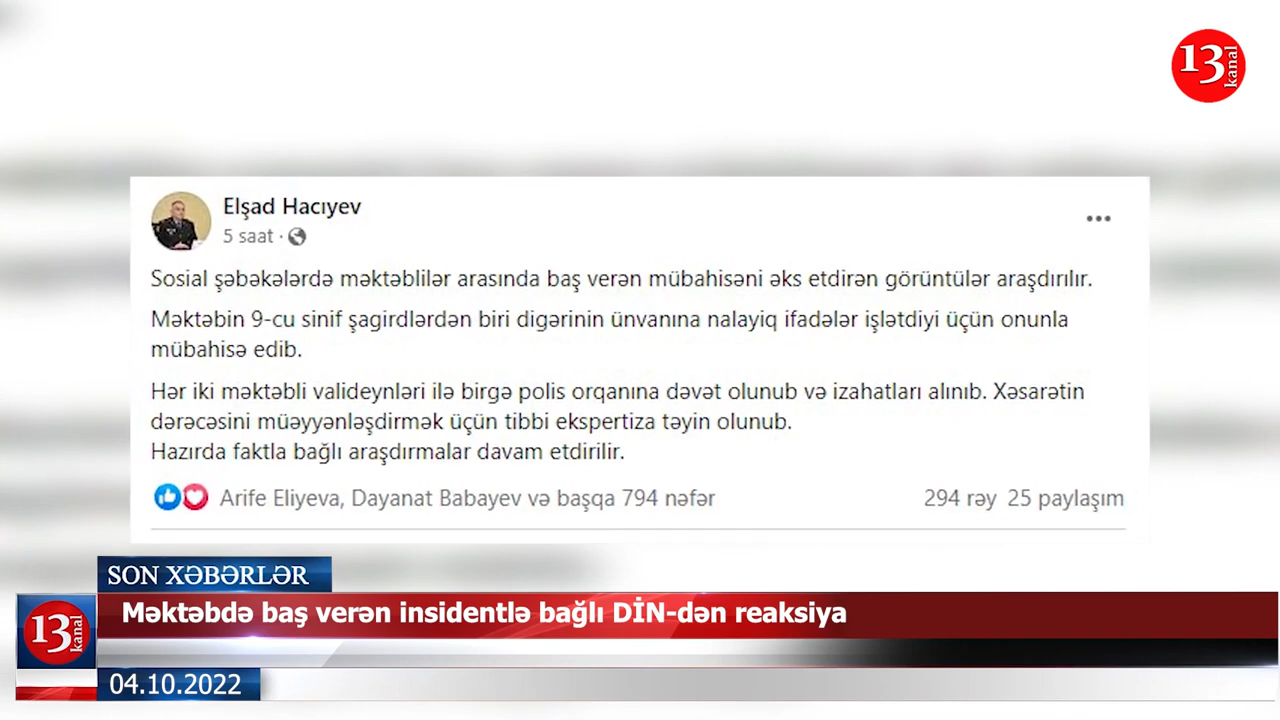 13 kanal
Elşad Hacıyev
5 saat ·
Sosial şəbəkələrdə məktəblilər arasında baş verən mübahisəni əks etdirən görüntülər araşdırılır.
Məktəbin 9-cu sinif şagirdlərdən biri digərinin ünvanına nalayiq ifadələr işlətdiyi üçün onunla
mübahisə edib.
Hər iki məktəbli valideynləri ilə birgə polis orqanına dəvət olunub və izahatları alınıb. Xəsarətin
dərəcəsini müəyyənləşdirmək üçün tibbi ekspertiza təyin olunub.
Hazırda faktla bağlı araşdırmalar davam etdirilir.
Arife Eliyeva, Dayanat Babayev və başqa 794 nəfər 294 rəy 25 paylaşım
SON XƏBƏRLƏR
Məktəbdə baş verən insidentlə bağlı DİN-dən reaksiya
13 kanal
04.10.2022